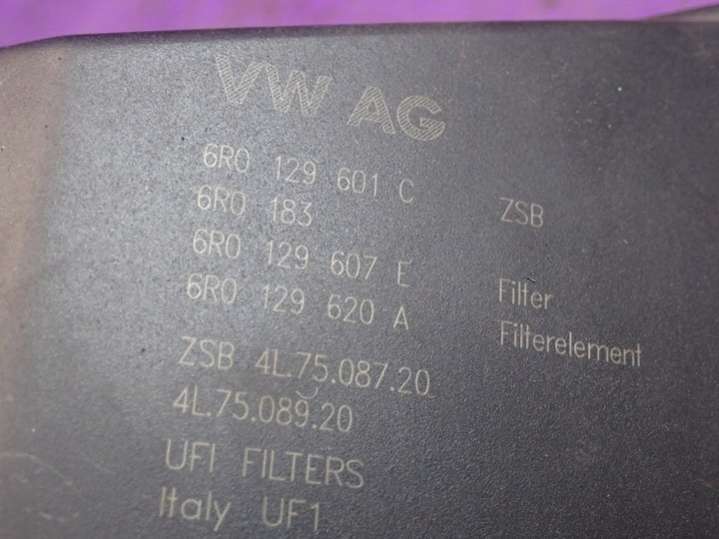 VW AG
6R0 129 601 C ZSB
6R0 183
6R0 129 607 E Filter
6R0 129 620 A Filterelement
ZSB 4L.75.087.20
4L.75.089.20
UFI FILTERS
Italy UF1